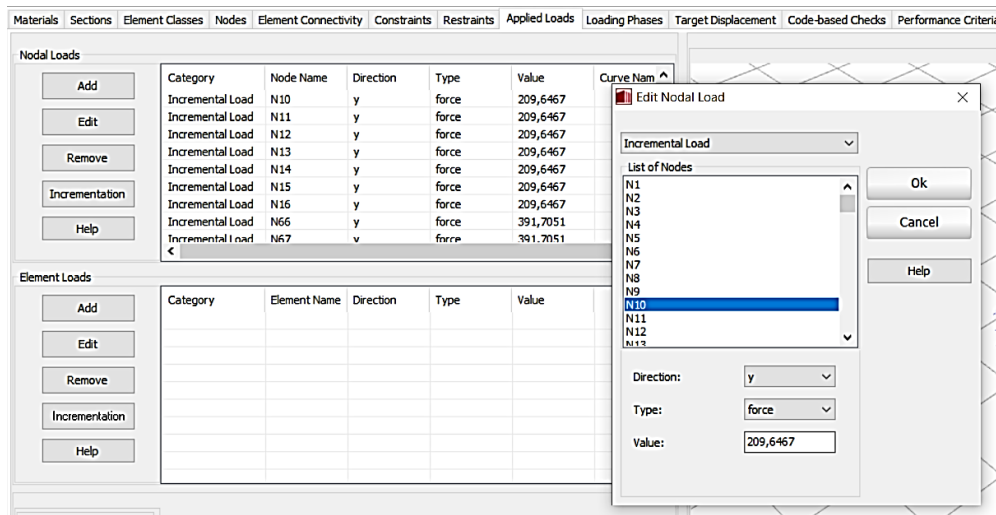 Materials Sections Element Classes Nodes Element Connectivity Constraints Restraints Applied Loads Loading Phases Target Displacement Code-based Checks Performance Criteria
Nodal Loads
Add
Edit
Remove
Incrementation
Help
Category Node Name Direction Type Value Curve Nam
Incremental Load N10 y force 209,6467
Incremental Load N11 y force 209,6467
Incremental Load N12 y force 209,6467
Incremental Load N13 y force 209,6467
Incremental Load N14 y force 209,6467
Incremental Load N15 y force 209,6467
Incremental Load N16 y force 209,6467
Incremental Load N66 y force 391,7051
Incremental Load N67 y force 391,7051
Element Loads
Add
Edit
Remove
Incrementation
Help
Category Element Name Direction Type Value
Edit Nodal Load
Incremental Load
List of Nodes
N1
N2
N3
N4
N5
N6
N7
N8
N9
N10
N11
N12
N13
Ok
Cancel
Help
Direction: y
Type: force
Value: 209,6467